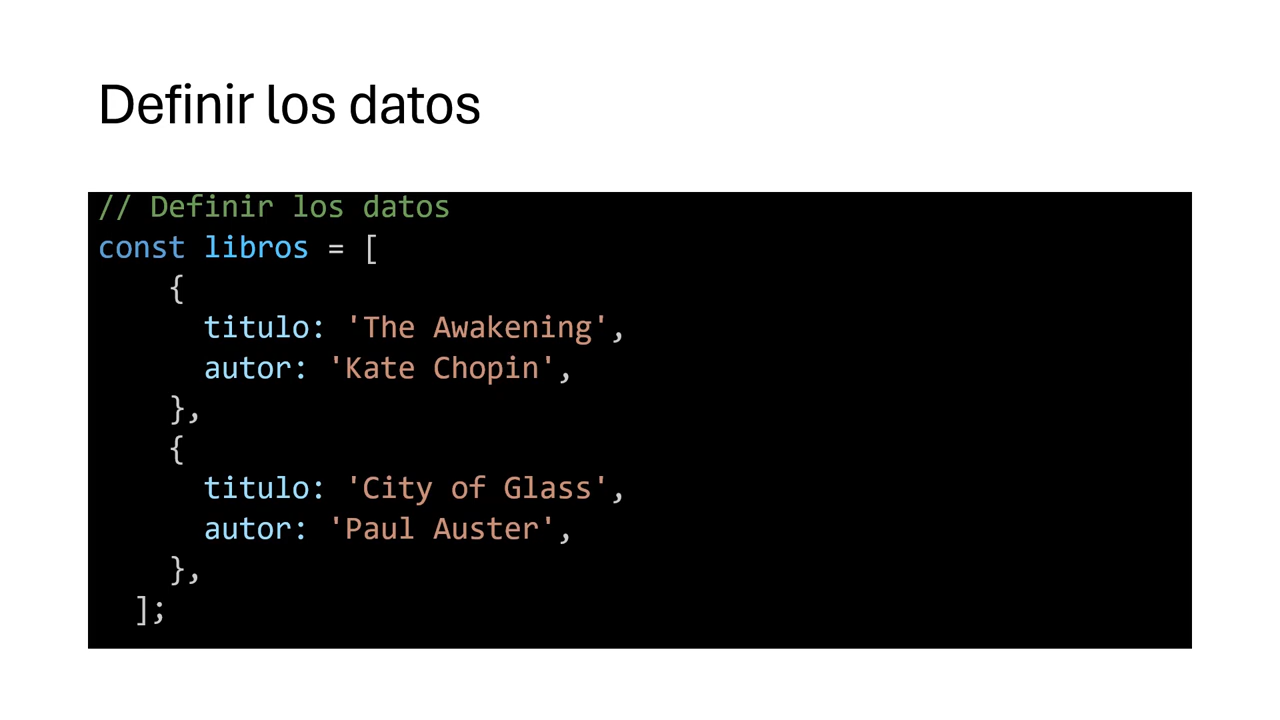 Definir los datos
// Definir los datos
const libros = [
    {
      titulo: 'The Awakening',
      autor: 'Kate Chopin',
    },
    {
      titulo: 'City of Glass',
      autor: 'Paul Auster',
    },
  ];